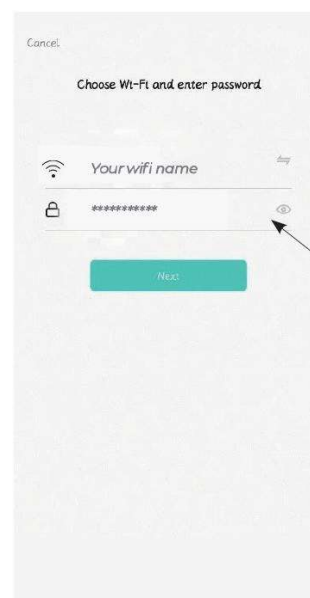 Cancel
Choose Wi-Fi and enter password
Your wifi name
***********
Next